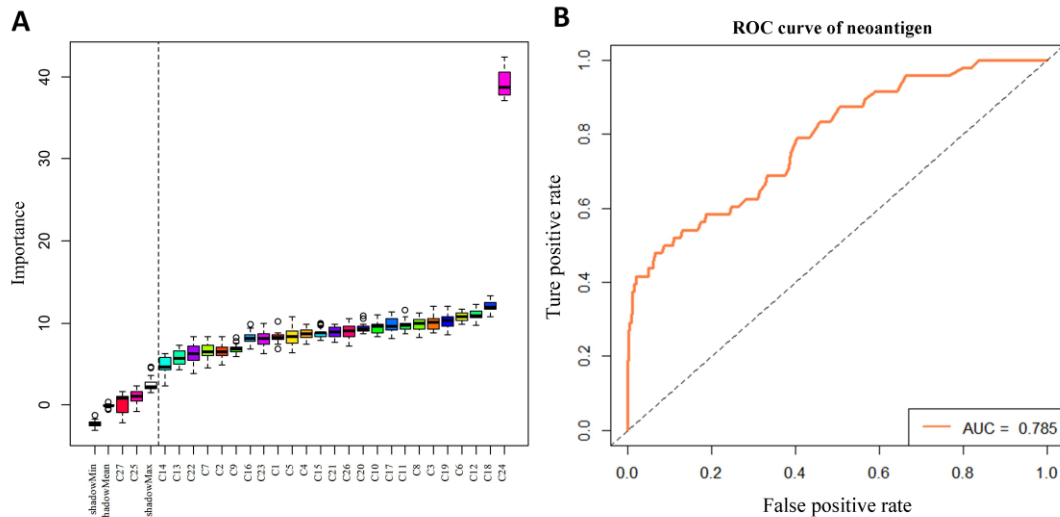 A
Importance
40
30
20
10
0
shadowMin
shadowMean
C27
C25
shadowMax
C14
C13
C22
C7
C2
C9
C16
C23
C1
C5
C4
C15
C21
C26
C20
C10
C17
C11
C8
C3
C19
C6
C12
C18
C24
B
ROC curve of neoantigen
Ture positive rate
1.0
0.8
0.6
0.4
0.2
0.0
AUC = 0.785
0.0 0.2 0.4 0.6 0.8 1.0
False positive rate